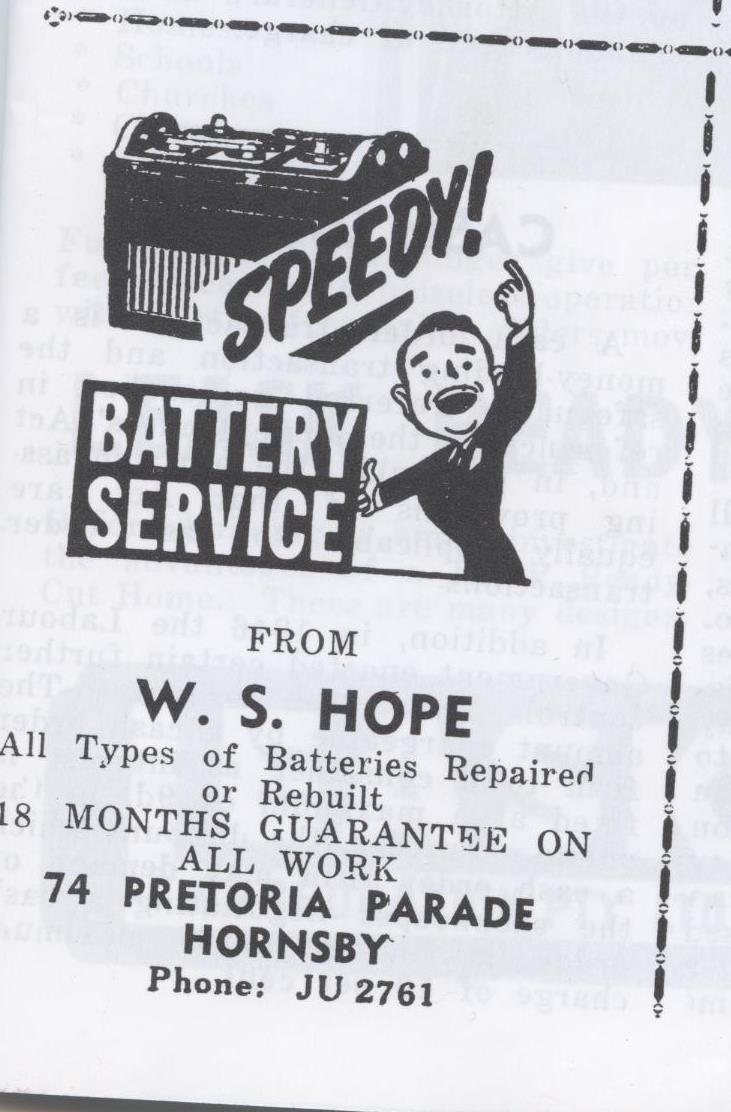 SPEEDY!
BATTERY
SERVICE
FROM
W. S. HOPE
All Types of Batteries Repaired
or Rebuilt
18 MONTHS GUARANTEE ON
ALL WORK
74 PRETORIA PARADE
HORNSBY
Phone: JU 2761